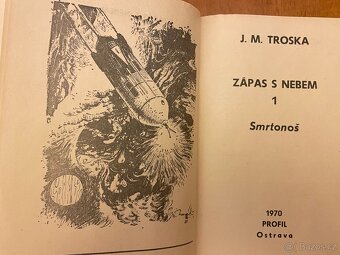 J. M. TROSKA
ZÁPAS S NEBEM
1
Smrtonoš
1970
PROFIL
Ostrava